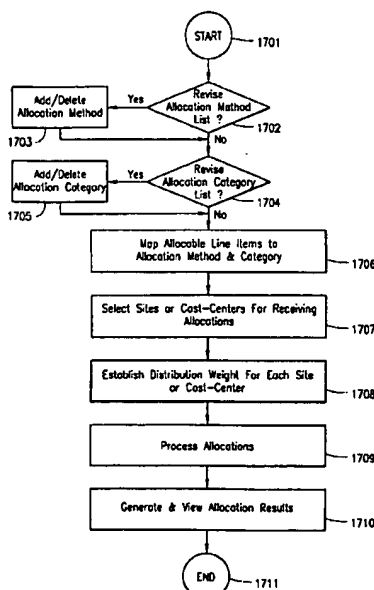 START
1701
Revise
Allocation Method
List ?
1702
Yes
Add/Delete
Allocation Method
1703
No
Revise
Allocation Category
List ?
1704
Yes
Add/Delete
Allocation Category
1705
No
Map Allocable Line Items to
Allocation Method & Category
1706
Select Sites or Cost-Centers For Receiving
Allocations
1707
Establish Distribution Weight For Each Site
or Cost-Center
1708
Process Allocations
1709
Generate & View Allocation Results
1710
END
1711